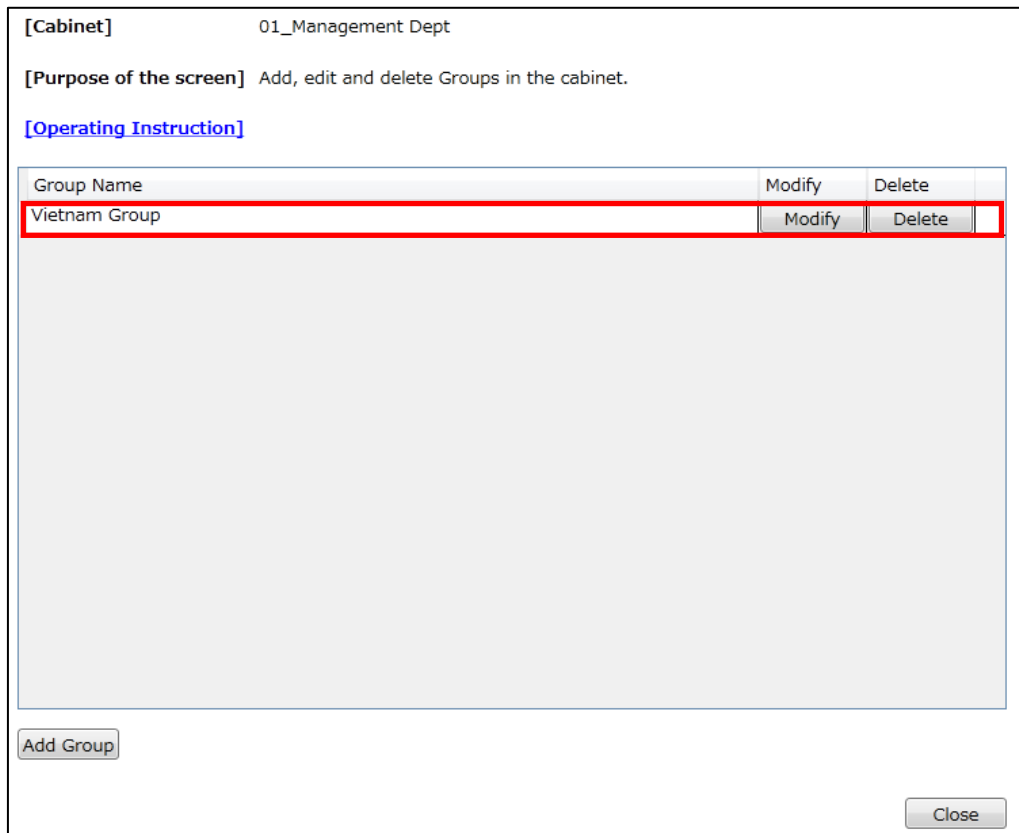 [Cabinet] 01_Management Dept
[Purpose of the screen] Add, edit and delete Groups in the cabinet.
[Operating Instruction]
Group Name Modify Delete
Vietnam Group Modify Delete
Add Group
Close